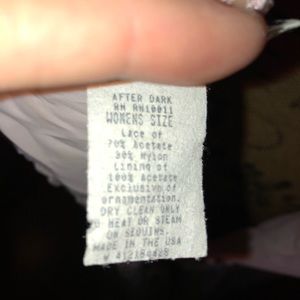 AFTER DARK
RN RN10011
WOMENS SIZE
Lace of
70% Acetate
30% Nylon
Lining of
100% Acetate
Exclusive of
ornamentation.
DRY CLEAN ONLY
NO HEAT OR STEAM
ON SEQUINS.
MADE IN THE USA